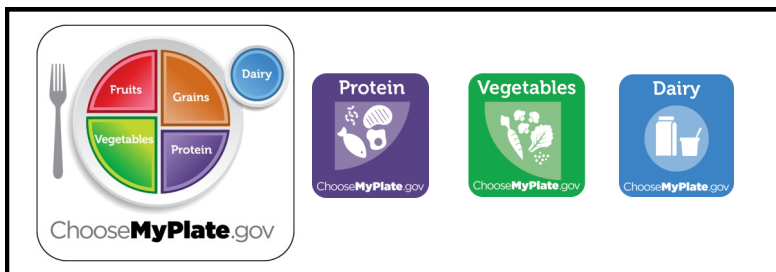 Fruits
Grains
Dairy
Vegetables
Protein
ChooseMyPlate.gov
Protein
ChooseMyPlate.gov
Vegetables
ChooseMyPlate.gov
Dairy
ChooseMyPlate.gov